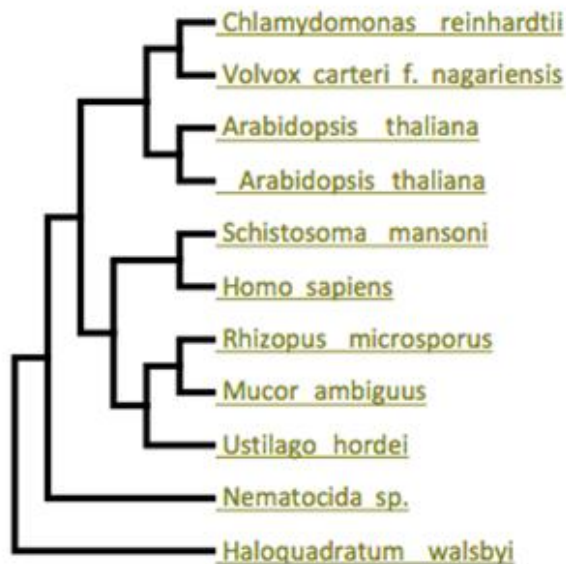 Chlamydomonas reinhardtii
Volvox carteri f. nagariensis
Arabidopsis thaliana
Arabidopsis thaliana
Schistosoma mansoni
Homo sapiens
Rhizopus microsporus
Mucor ambiguus
Ustilago hordei
Nematocida sp.
Haloquadratum walsbyi